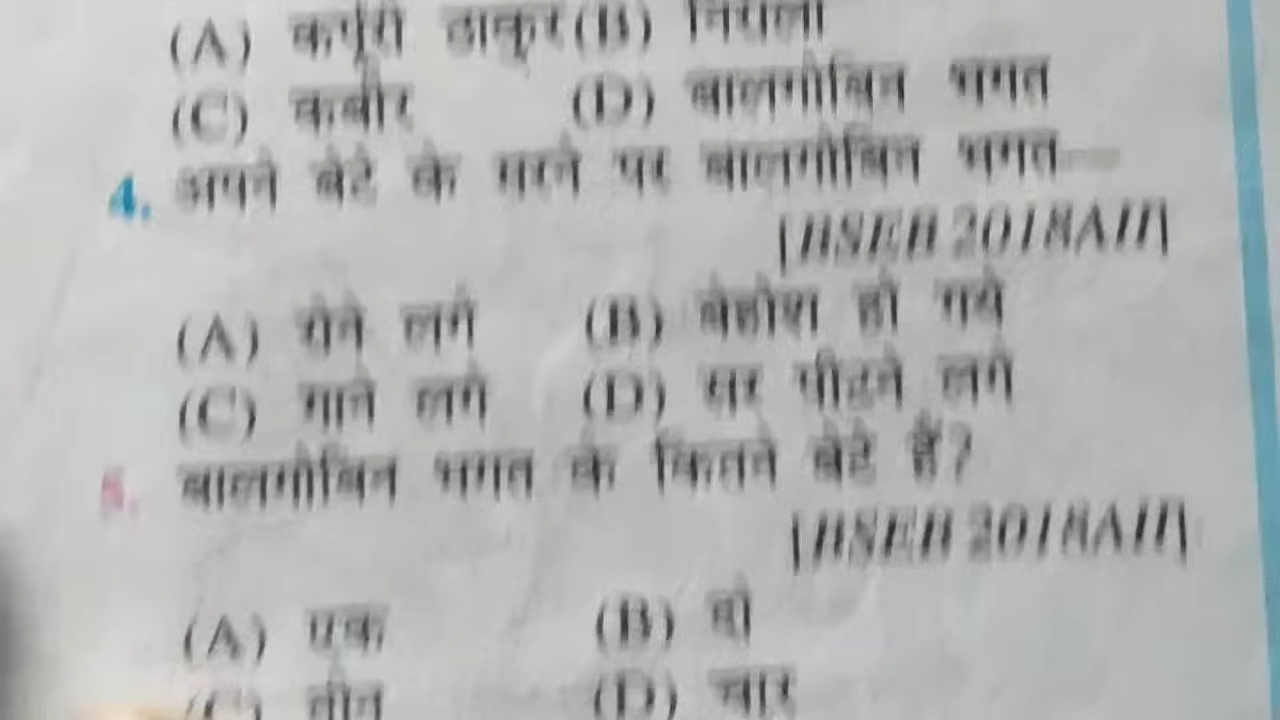 (A) कर्पूरी ठाकुर (B) निराला
(C) कबीर (D) बालगोबिन भगत
4. अपने बेटे के मरने पर बालगोबिन भगत
[BSEB 2018AII]
(A) रोने लगे (B) बेहोश हो गये
(C) गाने लगे (D) सर पीटने लगे
5. बालगोबिन भगत के कितने बेटे हैं?
[BSEB 2018AII]
(A) एक (B) दो
(C) तीन (D) चार